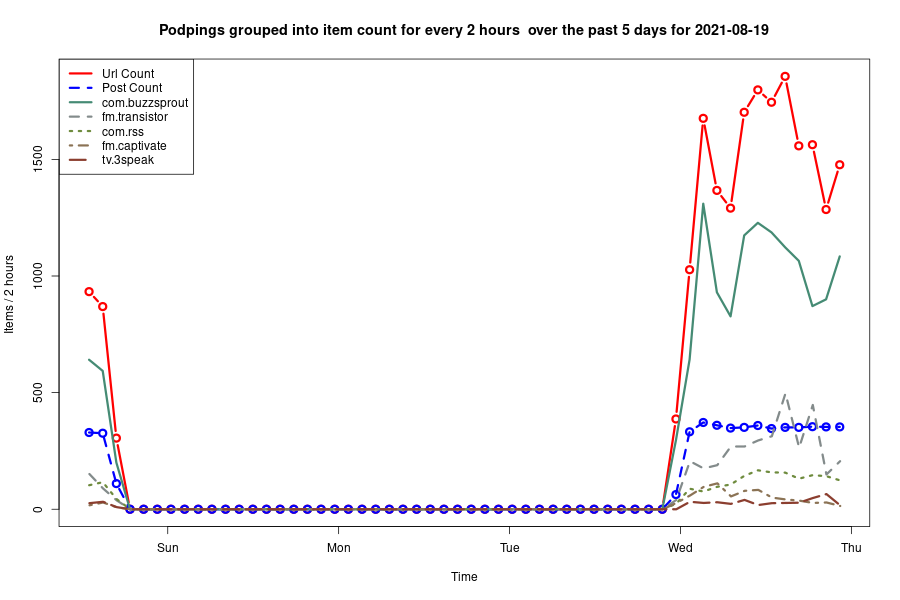 Podpings grouped into item count for every 2 hours  over the past 5 days for 2021-08-19
Url Count
Post Count
com.buzzsprout
fm.transistor
com.rss
fm.captivate
tv.3speak
Items / 2 hours
1500
1000
500
0
Sun
Mon
Tue
Wed
Thu
Time